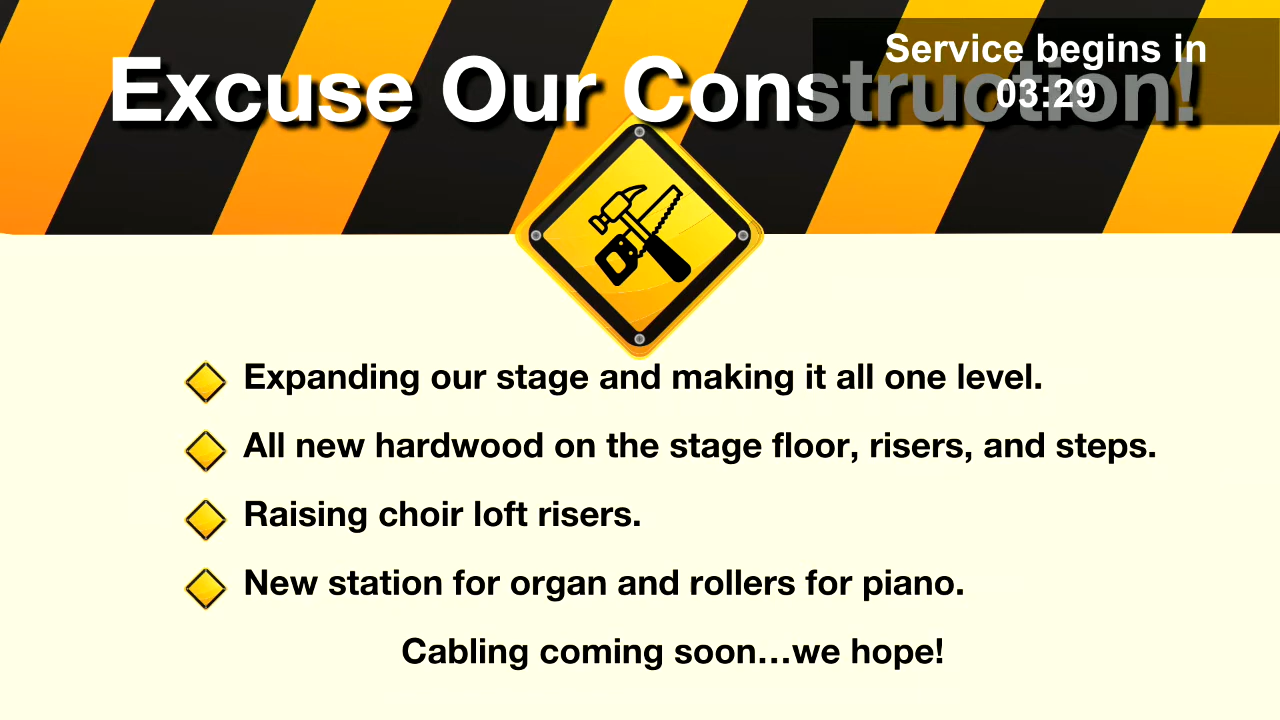 Excuse Our Construction!
Service begins in
03:29
Expanding our stage and making it all one level.
All new hardwood on the stage floor, risers, and steps.
Raising choir loft risers.
New station for organ and rollers for piano.
Cabling coming soon…we hope!